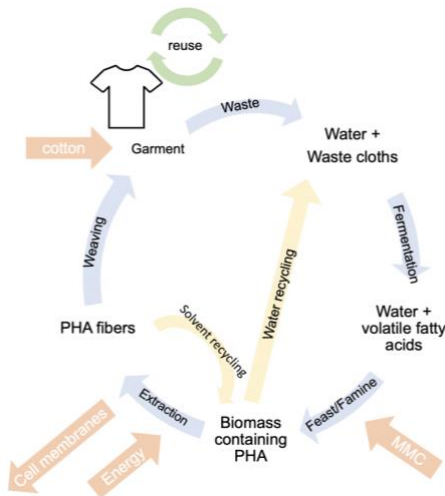 reuse
Waste
cotton
Garment
Water +
Waste cloths
Weaving
Water recycling
Fermentation
Solvent recycling
PHA fibers
Water +
volatile fatty
acids
Extraction
Biomass
containing
PHA
Feast/Famine
Cell membranes
Energy
MMC